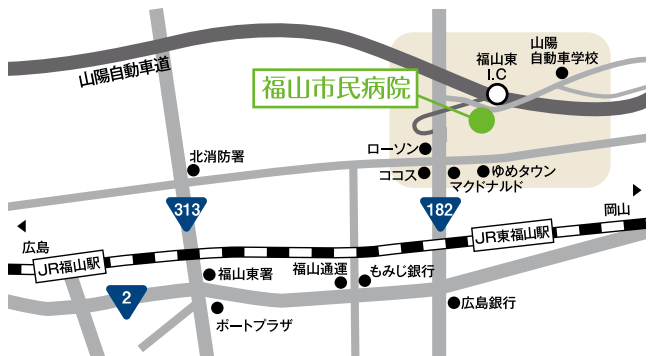 山陽自動車道
福山市民病院
福山東
I.C
山陽
自動車学校
北消防署
ローソン
ココス
マクドナルド
ゆめタウン
313
182
広島
岡山
JR福山駅
JR東福山駅
福山東署
福山通運
もみじ銀行
2
ポートプラザ
広島銀行